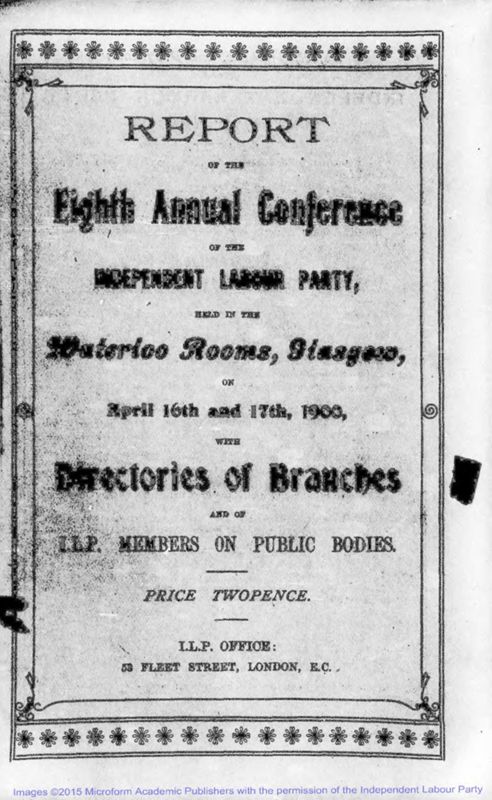 REPORT
OF THE
Eighth Annual Conference
OF THE
INDEPENDENT LABOUR PARTY,
HELD IN THE
Waterloo Rooms, Glasgow,
ON
April 16th and 17th, 1900,
WITH
Directories of Branches
AND OF
I.L.P. MEMBERS ON PUBLIC BODIES.
PRICE TWOPENCE.
I.L.P. OFFICE:
53 FLEET STREET, LONDON, E.C.
Images ©2015 Microform Academic Publishers with the permission of the Independent Labour Party